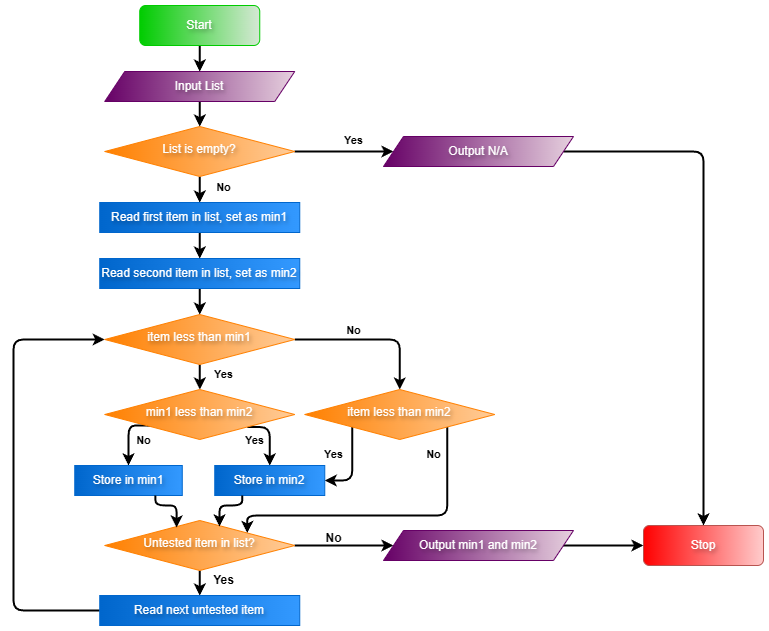 Start
Input List
List is empty?
Yes
Output N/A
No
Read first item in list, set as min1
Read second item in list, set as min2
item less than min1
No
Yes
min1 less than min2
item less than min2
No
Yes
Yes
No
Store in min1
Store in min2
Untested item in list?
No
Output min1 and min2
Stop
Yes
Read next untested item